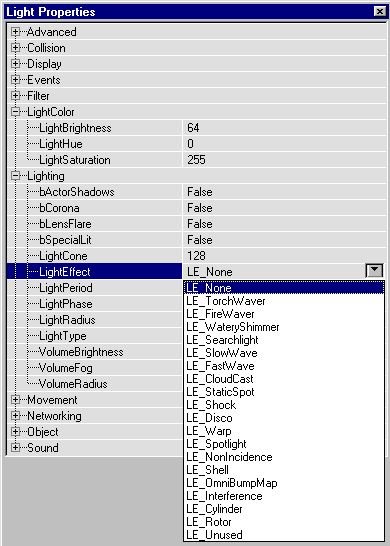 Light Properties
Advanced
Collision
Display
Events
Filter
LightColor
LightBrightness 64
LightHue 0
LightSaturation 255
Lighting
bActorShadows False
bCorona False
bLensFlare False
bSpecialLit False
LightCone 128
LightEffect LE_None
LightPeriod LE_None
LightPhase LE_TorchWaver
LE_FireWaver
LightRadius LE_WateryShimmer
LightType LE_Searchlight
LE_SlowWave
VolumeBrightness LE_FastWave
VolumeFog LE_CloudCast
VolumeRadius LE_StaticSpot
Movement LE_Shock
Networking LE_Disco
LE_Warp
Object LE_Spotlight
Sound LE_NonIncidence
LE_Shell
LE_OmniBumpMap
LE_Interference
LE_Cylinder
LE_Rotor
LE_Unused